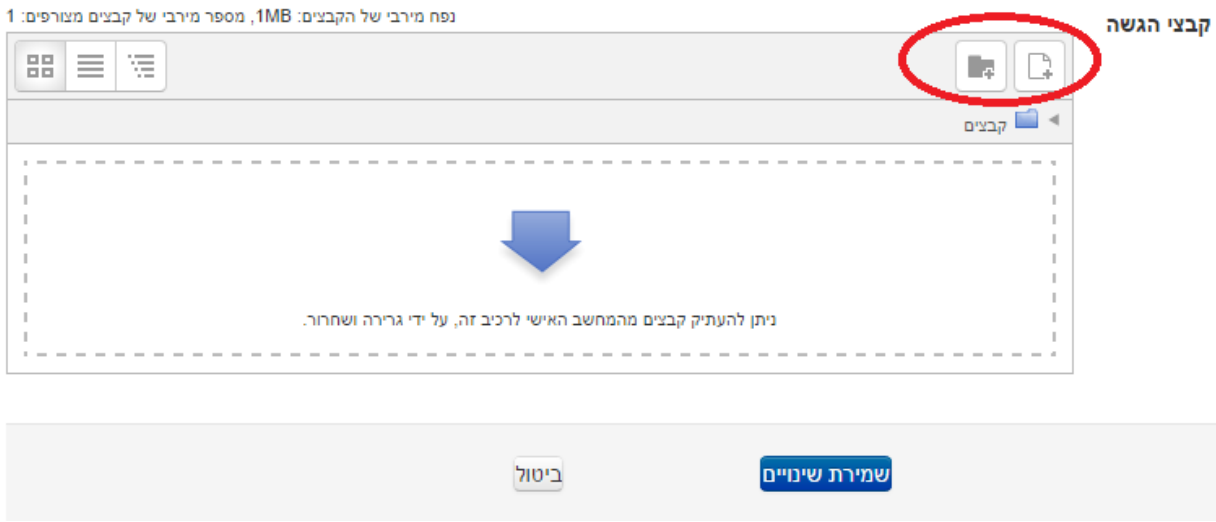 נפח מירבי של הקבצים: 1MB, מספר מירבי של קבצים מצורפים: 1
קבצי הגשה
קבצים
ניתן להעתיק קבצים מהמחשב האישי לרכיב זה, על ידי גרירה ושחרור.
שמירת שינויים
ביטול